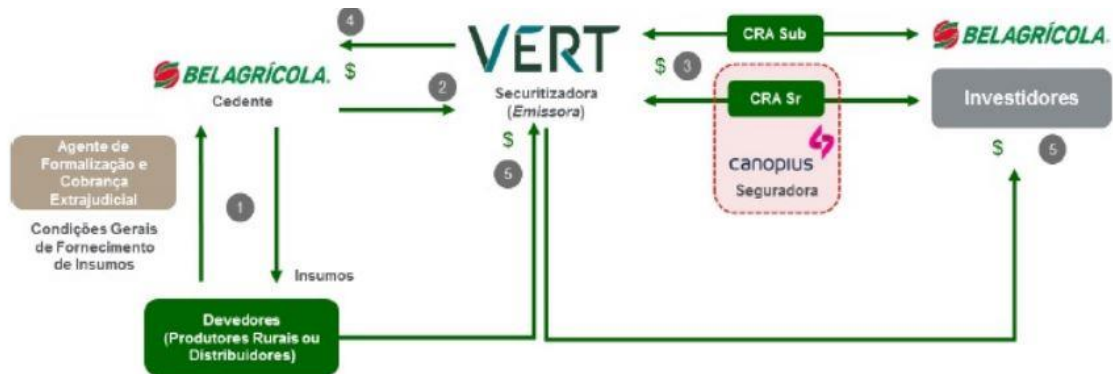 4
VERT
CRA Sub
BELAGRÍCOLA.
$
$
3
BELAGRÍCOLA.
Cedente
2
Securitizadora
(Emissora)
CRA Sr
Investidores
$
5
canopius
Seguradora
$
5
Agente de
Formalização e
Cobrança
Extrajudicial
1
Condições Gerais
de Fornecimento
de Insumos
Insumos
Devedores
(Produtores Rurais ou
Distribuidores)